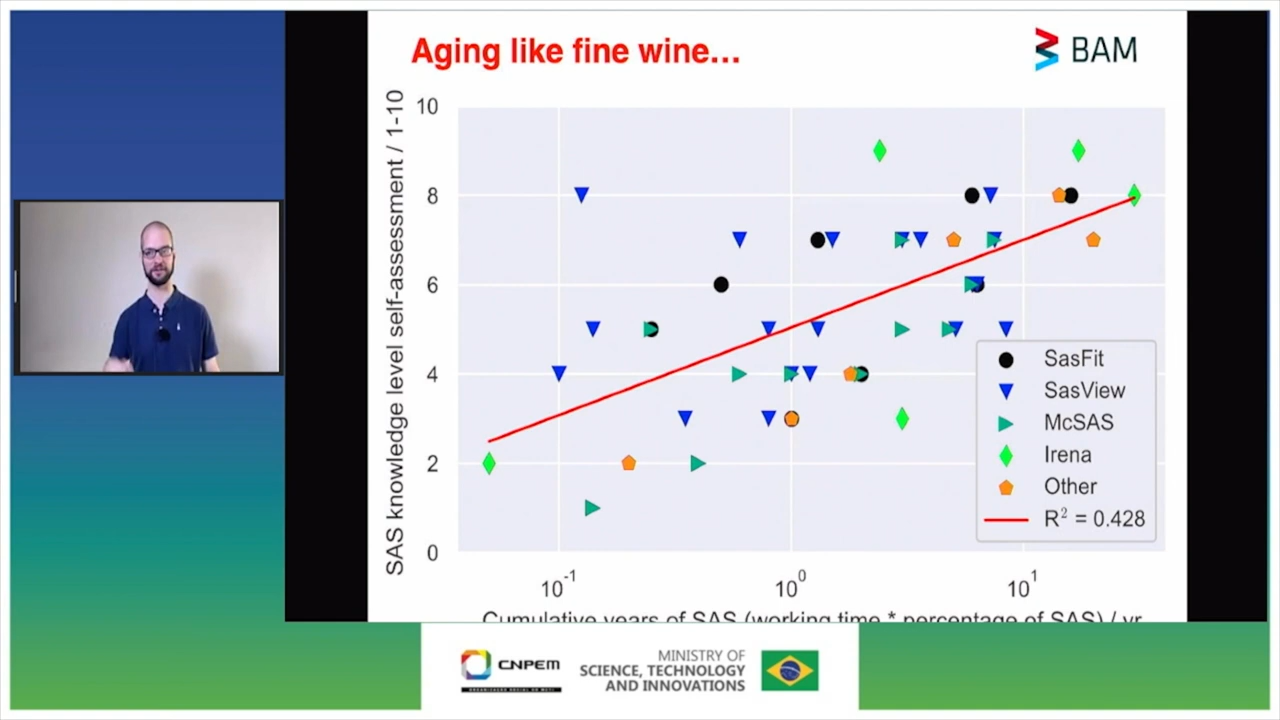 Aging like fine wine...
BAM
SAS knowledge level self-assessment / 1-10
10
8
6
4
2
0
SasFit
SasView
McSAS
Irena
Other
R² = 0.428
10⁻¹
10⁰
10¹
Cumulative years of SAS (working time * percentage of SAS) / yr
CNPEM
MINISTRY OF
SCIENCE, TECHNOLOGY
AND INNOVATIONS